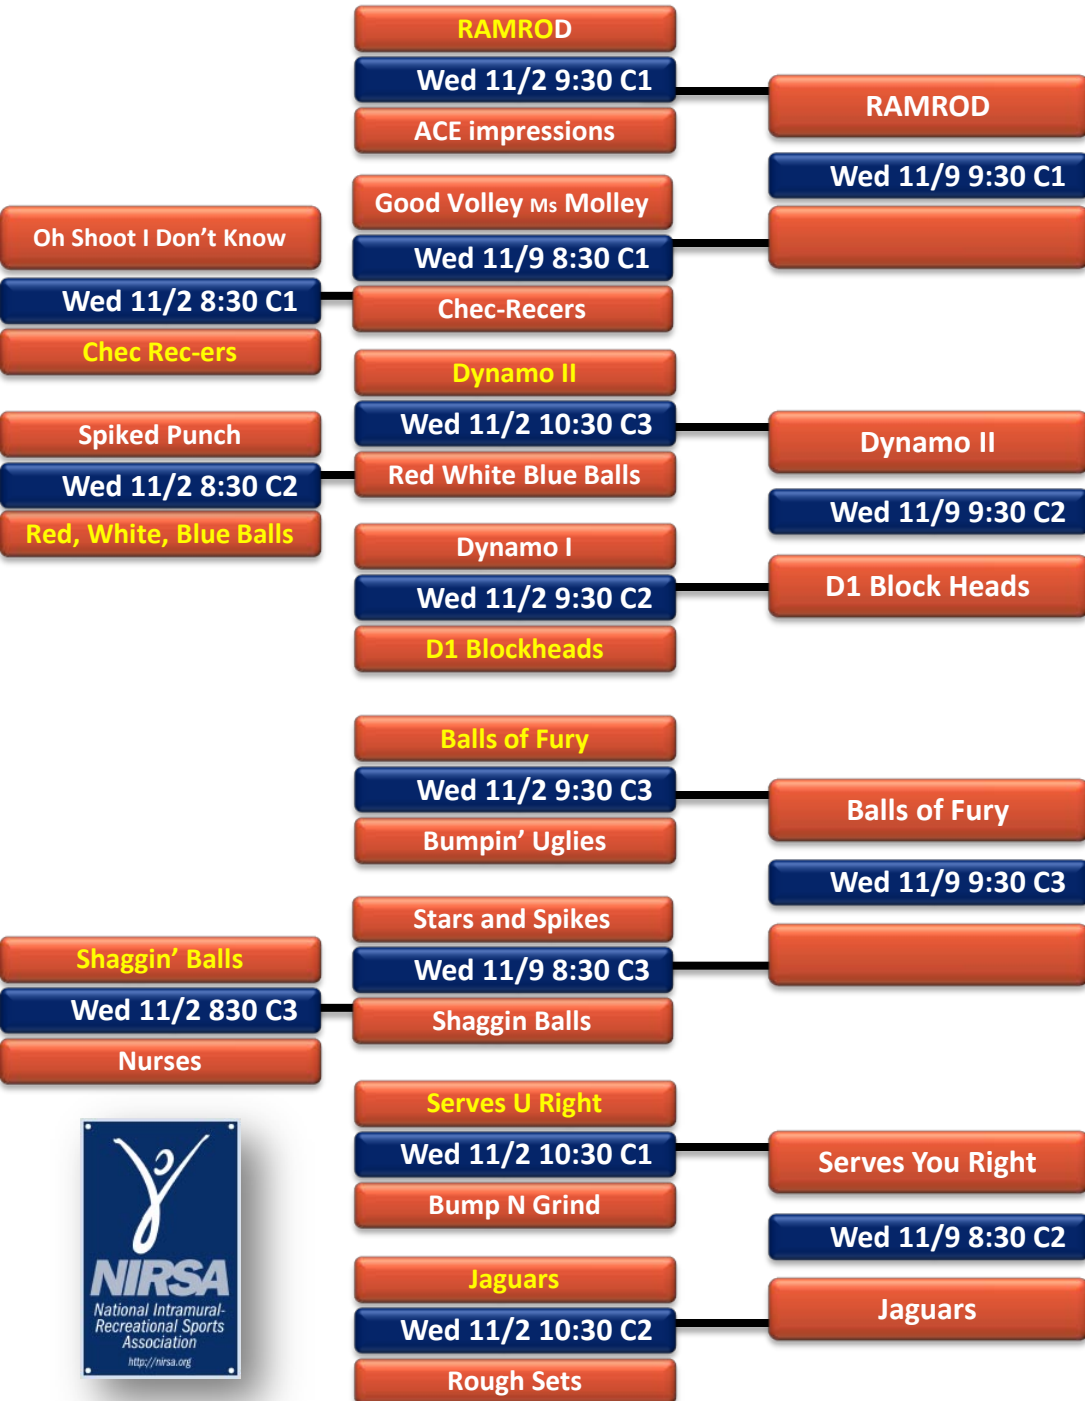 RAMROD
Wed 11/2 9:30 C1
ACE impressions
RAMROD
Wed 11/9 9:30 C1
Good Volley Ms Molley
Wed 11/9 8:30 C1
Chec-Recers
Oh Shoot I Don't Know
Wed 11/2 8:30 C1
Chec Rec-ers
Dynamo II
Wed 11/2 10:30 C3
Red White Blue Balls
Spiked Punch
Wed 11/2 8:30 C2
Red, White, Blue Balls
Dynamo II
Wed 11/9 9:30 C2
D1 Block Heads
Dynamo I
Wed 11/2 9:30 C2
D1 Blockheads
Balls of Fury
Wed 11/2 9:30 C3
Bumpin' Uglies
Balls of Fury
Wed 11/9 9:30 C3
Stars and Spikes
Wed 11/9 8:30 C3
Shaggin Balls
Shaggin' Balls
Wed 11/2 830 C3
Nurses
Serves U Right
Wed 11/2 10:30 C1
Bump N Grind
Serves You Right
Wed 11/9 8:30 C2
Jaguars
Jaguars
Wed 11/2 10:30 C2
Rough Sets
NIRSA
National Intramural-
Recreational Sports
Association
http://nirsa.org